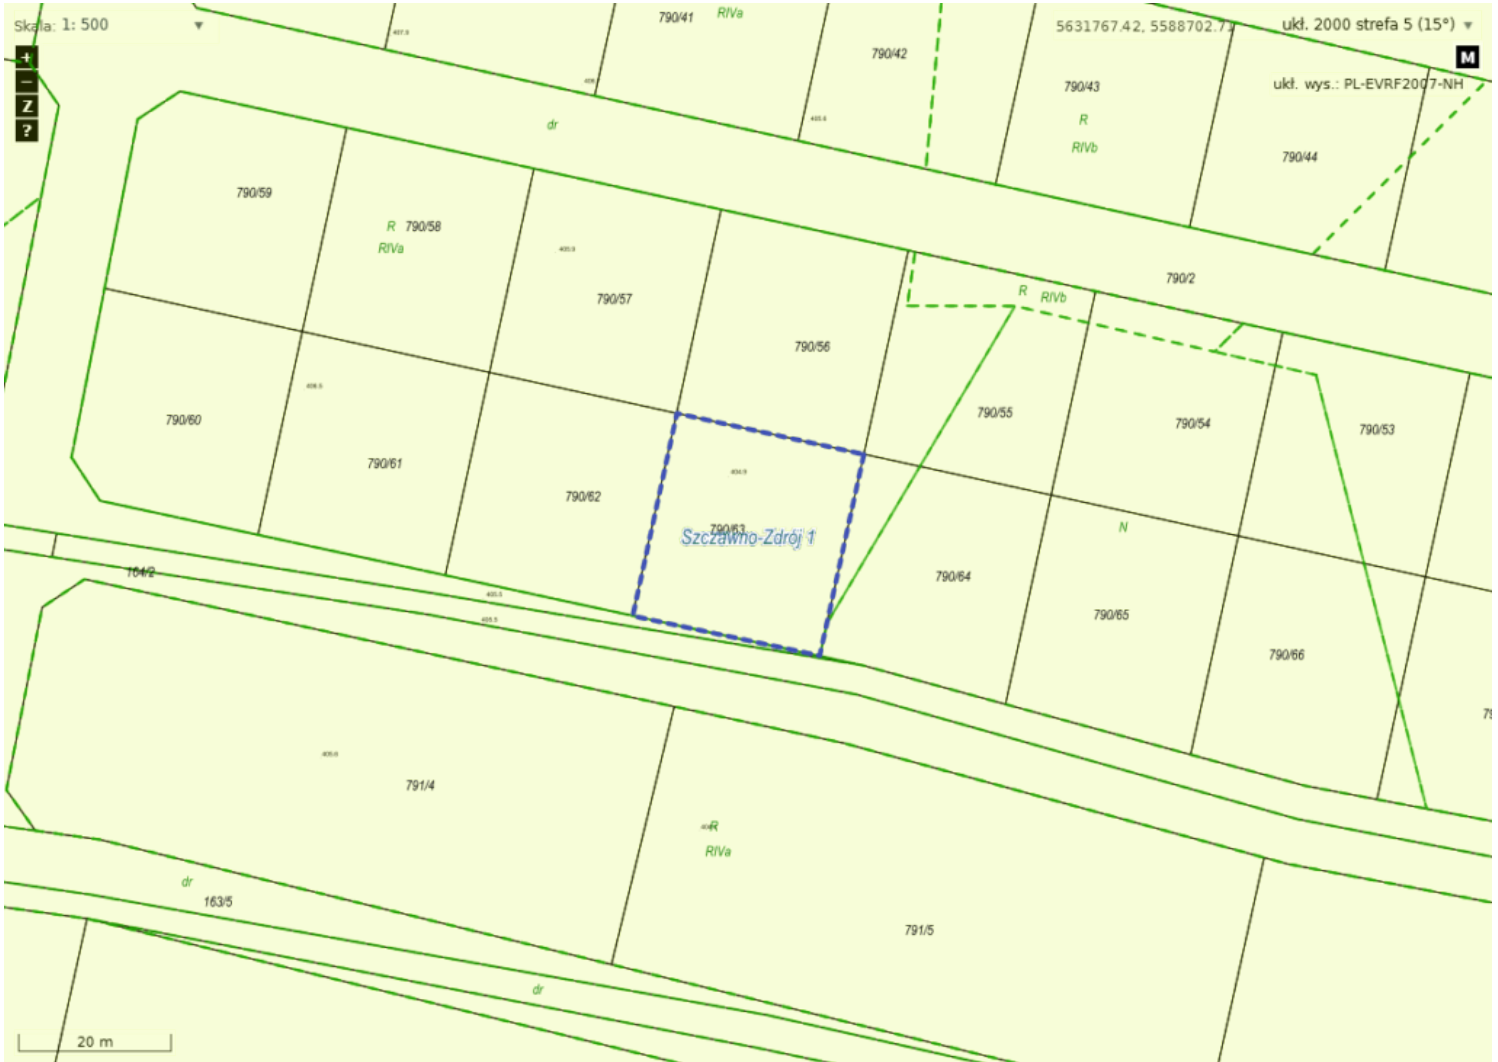 Skala: 1: 500
790/41
RIVa
5631767.42, 5588702.71
ukł. 2000 strefa 5 (15°)
+
−
Z
?
M
407.9
790/42
790/43
ukł. wys.: PL-EVRF2007-NH
R
RIVb
790/44
dr
790/59
R
790/58
RIVa
790/57
790/2
R
RIVb
790/56
790/60
790/61
790/62
790/63
Szczawno-Zdrój 1
790/55
790/54
790/53
N
790/64
790/65
790/66
164/2
791/4
R
RIVa
791/5
dr
163/5
dr
20 m